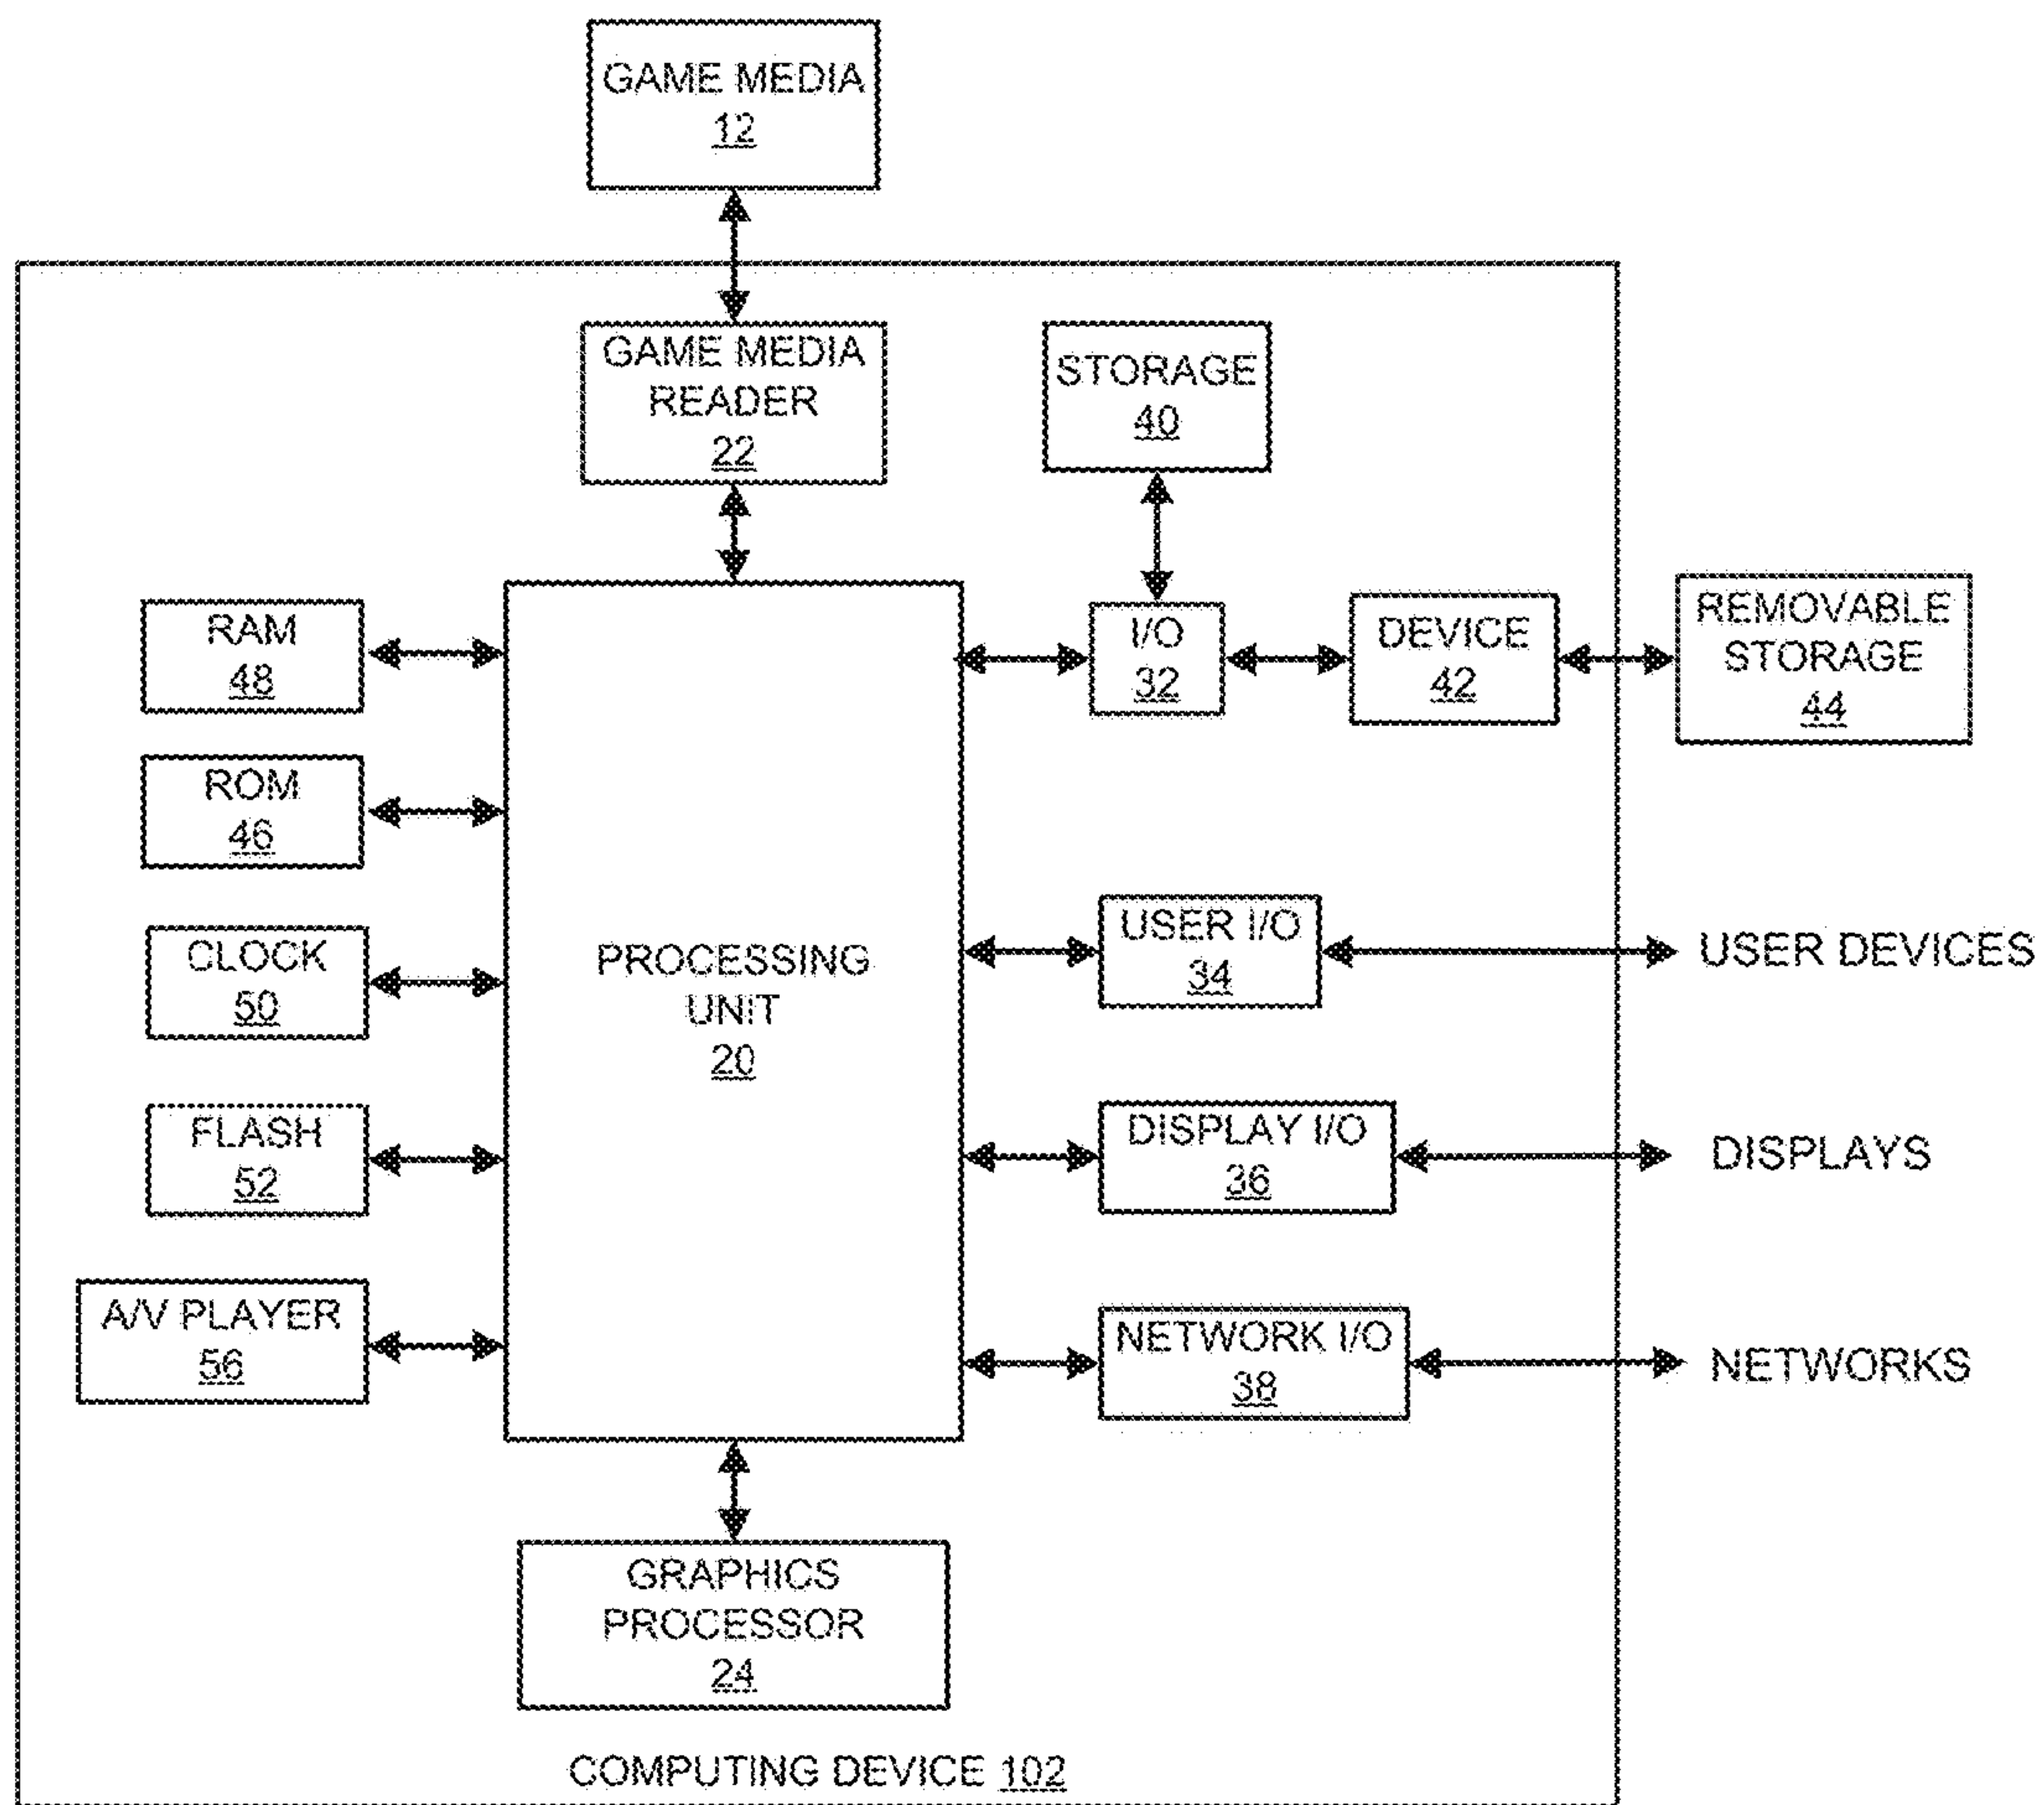 GAME MEDIA
12
GAME MEDIA
READER
22
STORAGE
40
RAM
48
I/O
32
DEVICE
42
REMOVABLE
STORAGE
44
ROM
46
CLOCK
50
PROCESSING
UNIT
20
USER I/O
34
USER DEVICES
FLASH
52
DISPLAY I/O
36
DISPLAYS
A/V PLAYER
56
NETWORK I/O
38
NETWORKS
GRAPHICS
PROCESSOR
24
COMPUTING DEVICE 102